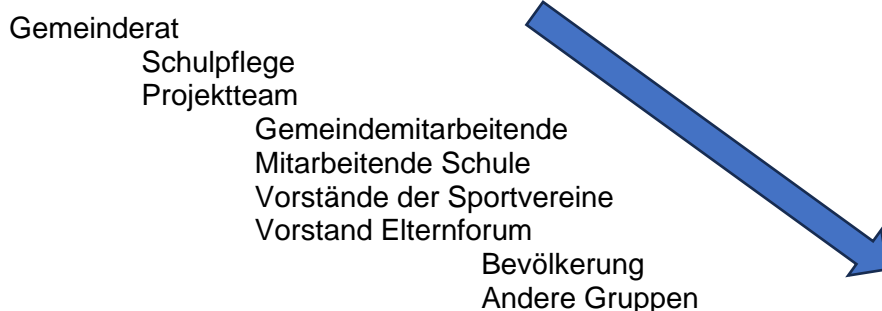 Gemeinderat
Schulpflege
Projektteam
Gemeindemitarbeitende
Mitarbeitende Schule
Vorstände der Sportvereine
Vorstand Elternforum
Bevölkerung
Andere Gruppen